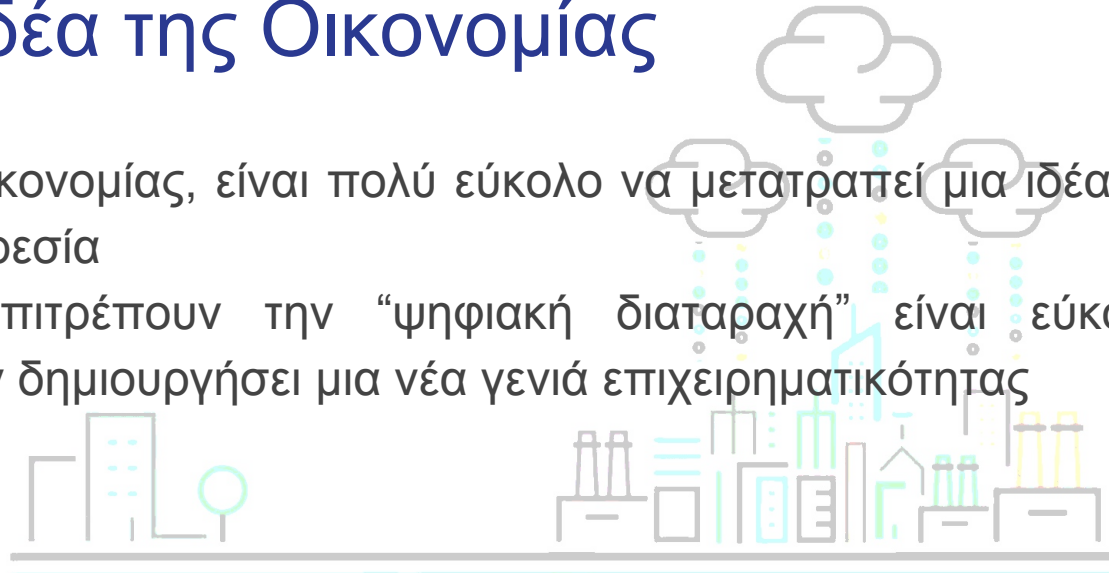 δέα της Οικονομίας
κονομίας, είναι πολύ εύκολο να μετατραπεί μια ιδέα
ρεσία
πιτρέπουν την “ψηφιακή διαταραχή” είναι εύκο
ν δημιουργήσει μια νέα γενιά επιχειρηματικότητας